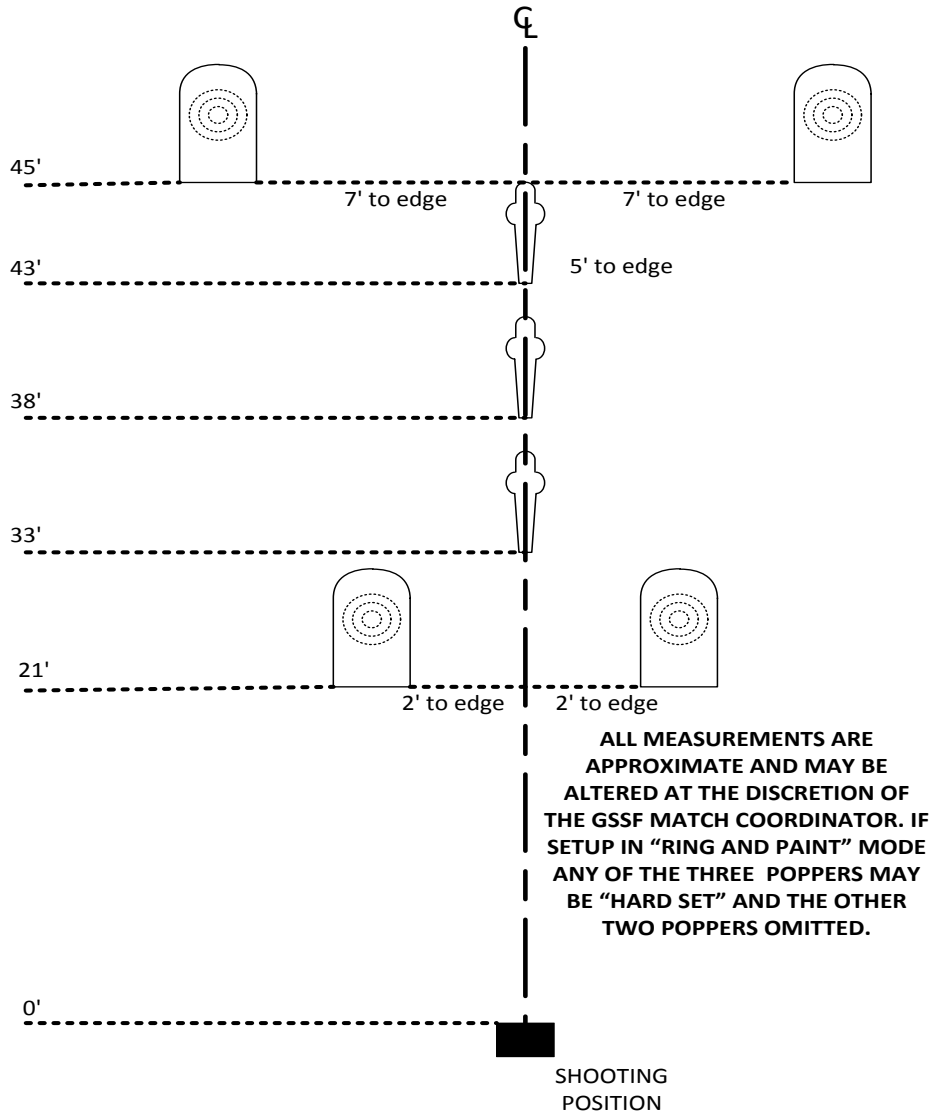 ℄
45'
7' to edge 7' to edge
43' 5' to edge
38'
33'
21'
2' to edge 2' to edge
ALL MEASUREMENTS ARE
APPROXIMATE AND MAY BE
ALTERED AT THE DISCRETION OF
THE GSSF MATCH COORDINATOR. IF
SETUP IN “RING AND PAINT” MODE
ANY OF THE THREE POPPERS MAY
BE “HARD SET” AND THE OTHER
TWO POPPERS OMITTED.
0'
SHOOTING
POSITION